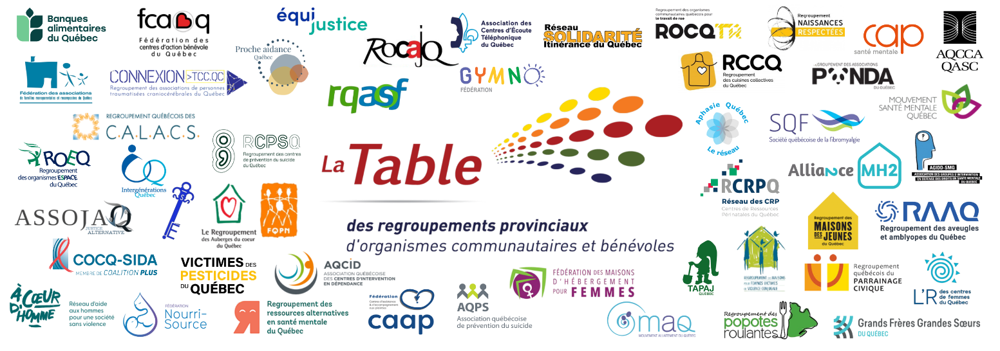 Banques
alimentaires
du Québec
fcabq
Fédération des
centres d'action bénévole
du Québec
équi
justice
Rocajq
Association des
Centres d'Écoute
Téléphonique
du Québec
Réseau
SOLIDARITÉ
Itinérance du Québec
Regroupement des organismes
communautaires québécois pour
le travail de rue
ROCQTR
Regroupement
NAISSANCES
RESPECTÉES
cap
santé mentale
AQCCA
QASC
Fédération des associations
de familles monoparentales et recomposées du Québec
CONNEXION>TCC.QC
Regroupement des associations de personnes
traumatisées craniocérébrales du Québec
Proche aidance
Québec
rqasf
GYMNO
FÉDÉRATION
RCCQ
Regroupement
des cuisines collectives
du Québec
REGROUPEMENT DES ASSOCIATIONS
PANDA
DU QUÉBEC
MOUVEMENT
SANTÉ MENTALE
QUÉBEC
REGROUPEMENT QUÉBÉCOIS DES
C.A.L.A.C.S.
RCPSQ
Regroupement des centres
de prévention du suicide
du Québec
Aphasie Québec
Le réseau
SQF
Société québécoise de la fibromyalgie
ROEQ
Regroupement
des organismes ESPACE
du Québec
Intergénérations
Québec
La Table
des regroupements provinciaux
d'organismes communautaires et bénévoles
RCRPQ
Réseau des CRP
Centres de Ressources
Périnatales du Québec
Alliance MH2
?
AGIDD-SMQ
ASSOCIATION DES GROUPES D'INTERVENTION
EN DÉFENSE DES DROITS EN SANTÉ MENTALE
DU QUÉBEC
ASSOJAQ
JUSTICE
ALTERNATIVE
Le Regroupement
des Auberges du coeur
du Québec
FQPN
Regroupement des
MAISONS
DES JEUNES
du Québec
RAAQ
Regroupement des aveugles
et amblyopes du Québec
COCQ-SIDA
MEMBRE DE COALITION PLUS
VICTIMES DES
PESTICIDES
DU QUÉBEC
AQCID
ASSOCIATION QUÉBÉCOISE
DES CENTRES D'INTERVENTION
EN DÉPENDANCE
FÉDÉRATION DES MAISONS
D'HÉBERGEMENT
POUR FEMMES
TAPAJ
QUÉBEC
REGROUPEMENT DES MAISONS
POUR FEMMES VICTIMES
DE VIOLENCE CONJUGALE
Regroupement
québécois du
PARRAINAGE
CIVIQUE
L'R des centres
de femmes
du Québec
À CŒUR
D'HOMME
Réseau d'aide
aux hommes
pour une société
sans violence
FÉDÉRATION
Nourri-
Source
Regroupement des
ressources alternatives
en santé mentale
du Québec
Fédération
Centres d'assistance
& d'accompagnement
aux plaintes
caap
AQPS
Association québécoise
de prévention du suicide
maq
MOUVEMENT ALLAITEMENT DU QUÉBEC
Regroupement des
popotes
roulantes
Grands Frères Grandes Sœurs
DU QUÉBEC